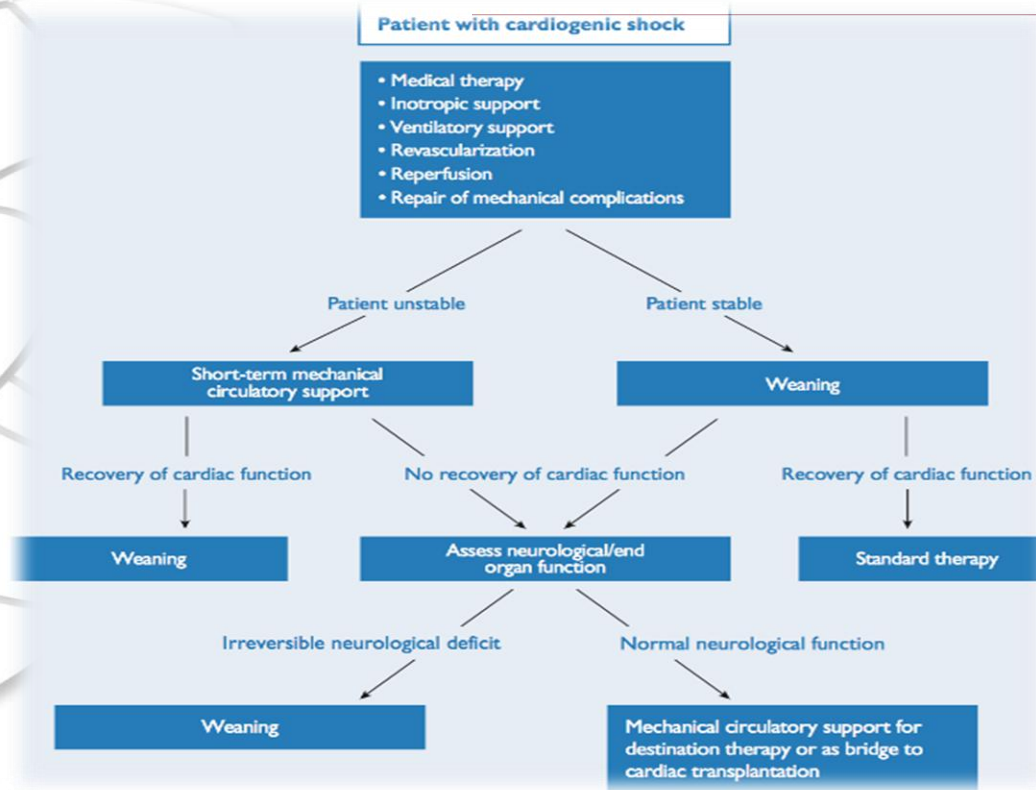 Patient with cardiogenic shock
• Medical therapy
• Inotropic support
• Ventilatory support
• Revascularization
• Reperfusion
• Repair of mechanical complications
Patient unstable
Patient stable
Short-term mechanical
circulatory support
Weaning
Recovery of cardiac function
No recovery of cardiac function
Recovery of cardiac function
Weaning
Assess neurological/end
organ function
Standard therapy
Irreversible neurological deficit
Normal neurological function
Weaning
Mechanical circulatory support for
destination therapy or as bridge to
cardiac transplantation